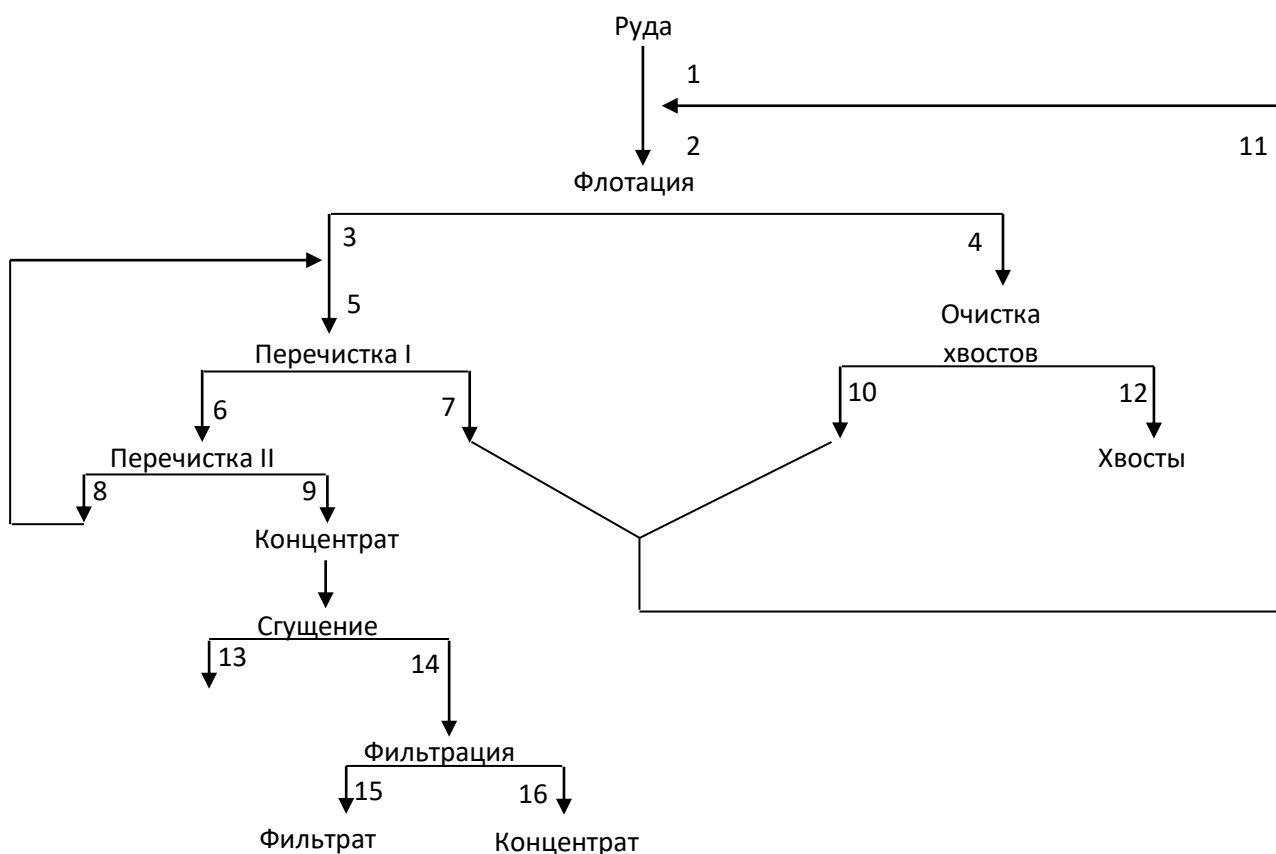 Руда
1
2
11
Флотация
3
4
5
Очистка
хвостов
Перечистка I
10
12
6
7
Перечистка II
Хвосты
8
9
Концентрат
Сгущение
13
14
Фильтрация
15
16
Фильтрат
Концентрат